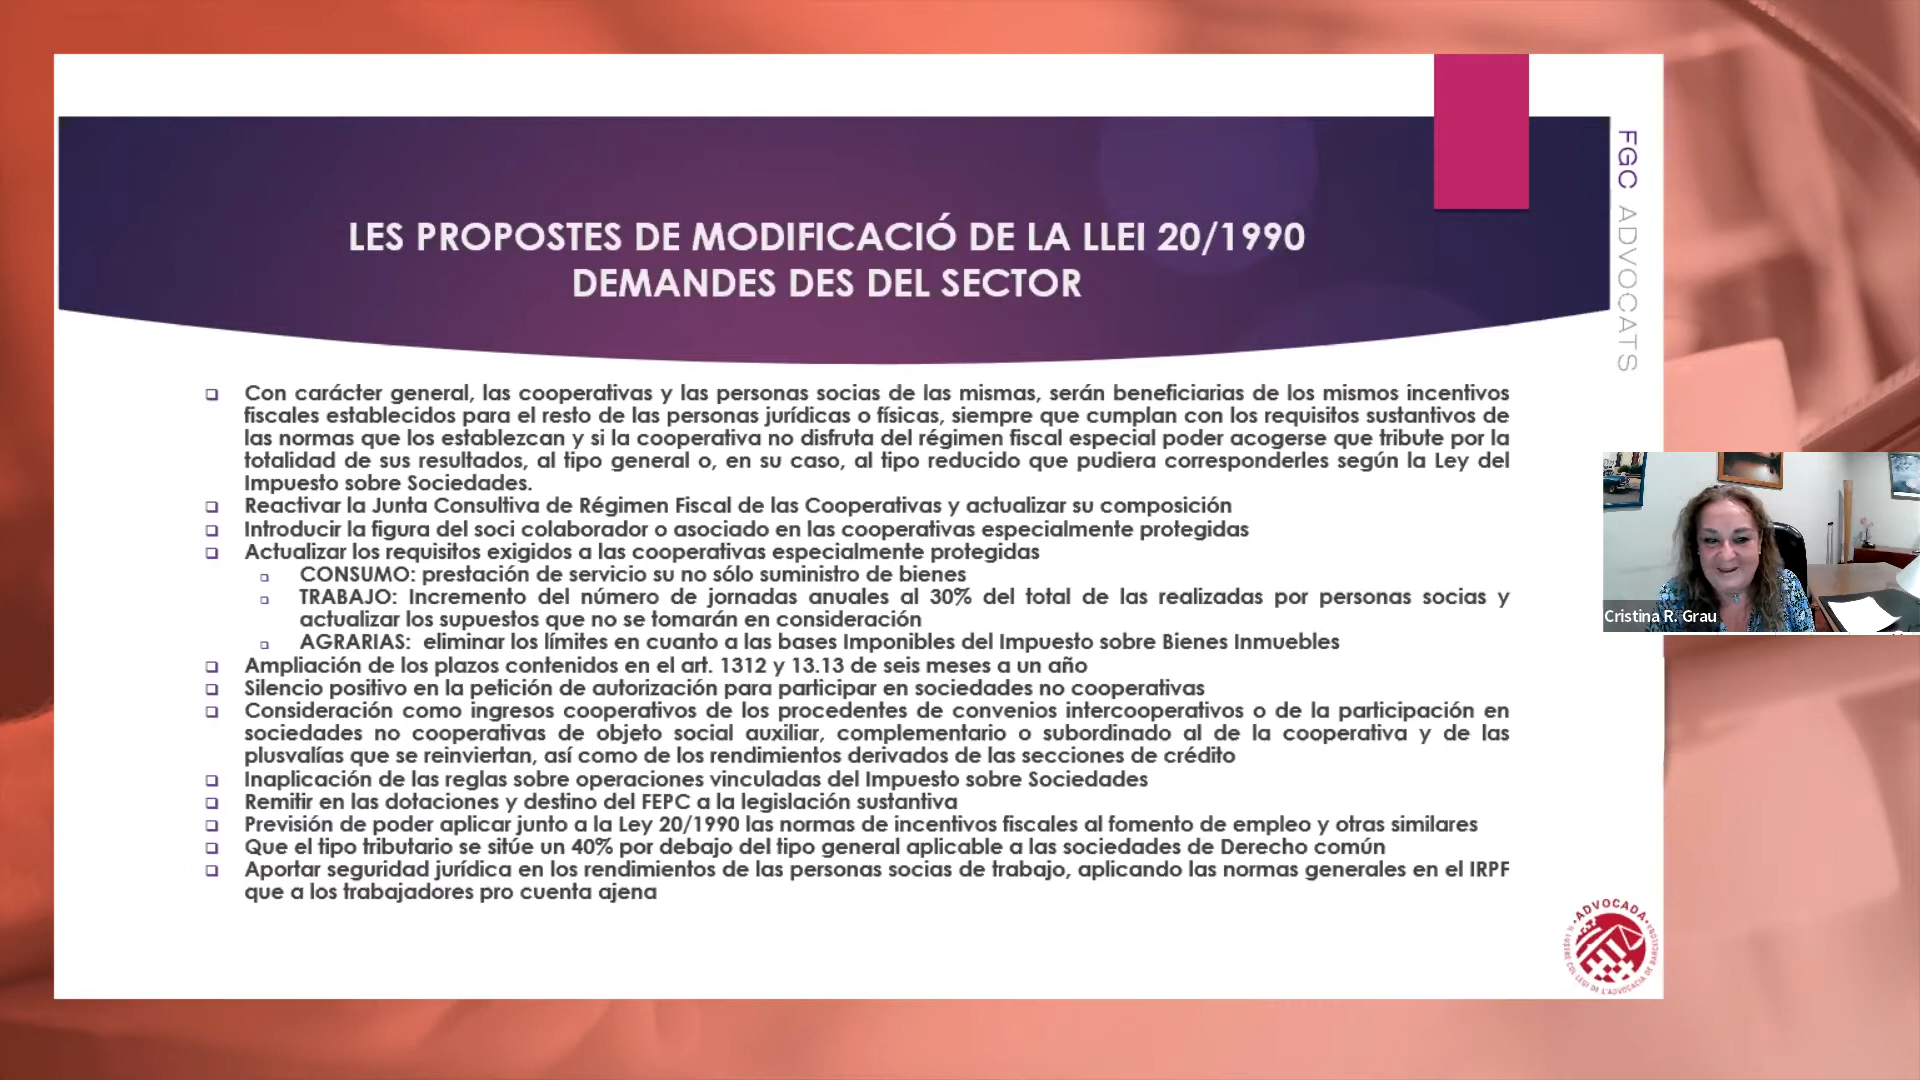 FGC ADVOCATS
LES PROPOSTES DE MODIFICACIÓ DE LA LLEI 20/1990
DEMANDES DES DEL SECTOR
Con carácter general, las cooperativas y las personas socias de las mismas, serán beneficiarias de los mismos incentivos
fiscales establecidos para el resto de las personas jurídicas o físicas, siempre que cumplan con los requisitos sustantivos de
las normas que los establezcan y si la cooperativa no disfruta del régimen fiscal especial poder acogerse que tribute por la
totalidad de sus resultados, al tipo general o, en su caso, al tipo reducido que pudiera corresponderles según la Ley del
Impuesto sobre Sociedades.
Reactivar la Junta Consultiva de Régimen Fiscal de las Cooperativas y actualizar su composición
Introducir la figura del soci colaborador o asociado en las cooperativas especialmente protegidas
Actualizar los requisitos exigidos a las cooperativas especialmente protegidas
CONSUMO: prestación de servicio su no sólo suministro de bienes
TRABAJO: Incremento del número de jornadas anuales al 30% del total de las realizadas por personas socias y
actualizar los supuestos que no se tomarán en consideración
AGRARIAS: eliminar los límites en cuanto a las bases Imponibles del Impuesto sobre Bienes Inmuebles
Ampliación de los plazos contenidos en el art. 1312 y 13.13 de seis meses a un año
Silencio positivo en la petición de autorización para participar en sociedades no cooperativas
Consideración como ingresos cooperativos de los procedentes de convenios intercooperativos o de la participación en
sociedades no cooperativas de objeto social auxiliar, complementario o subordinado al de la cooperativa y de las
plusvalías que se reinviertan, así como de los rendimientos derivados de las secciones de crédito
Inaplicación de las reglas sobre operaciones vinculadas del Impuesto sobre Sociedades
Remitir en las dotaciones y destino del FEPC a la legislación sustantiva
Previsión de poder aplicar junto a la Ley 20/1990 las normas de incentivos fiscales al fomento de empleo y otras similares
Que el tipo tributario se sitúe un 40% por debajo del tipo general aplicable a las sociedades de Derecho común
Aportar seguridad jurídica en los rendimientos de las personas socias de trabajo, aplicando las normas generales en el IRPF
que a los trabajadores pro cuenta ajena
Cristina R. Grau
ADVOCADA